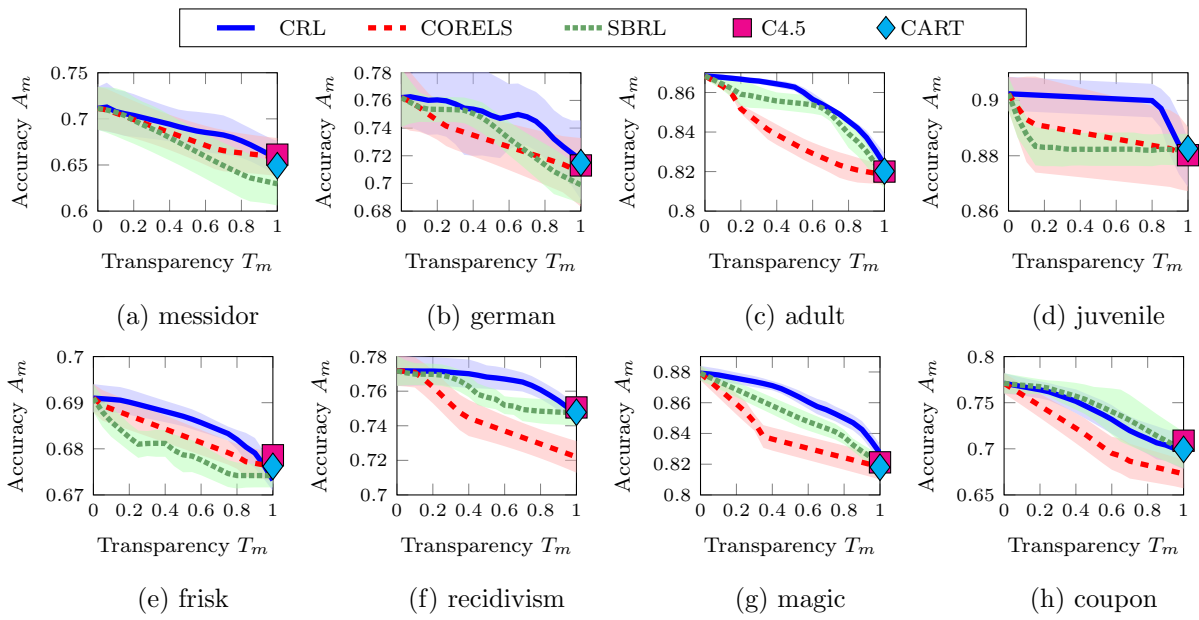 CRL CORELS SBRL C4.5 CART
0.75 0.7 0.65 0.6
Accuracy A_m
0 0.2 0.4 0.6 0.8 1
Transparency T_m
(a) messidor
0.78 0.76 0.74 0.72 0.7 0.68
Accuracy A_m
0 0.2 0.4 0.6 0.8 1
Transparency T_m
(b) german
0.86 0.84 0.82 0.8
Accuracy A_m
0 0.2 0.4 0.6 0.8 1
Transparency T_m
(c) adult
0.9 0.88 0.86
Accuracy A_m
0 0.2 0.4 0.6 0.8 1
Transparency T_m
(d) juvenile
0.7 0.69 0.68 0.67
Accuracy A_m
0 0.2 0.4 0.6 0.8 1
Transparency T_m
(e) frisk
0.78 0.76 0.74 0.72 0.7
Accuracy A_m
0 0.2 0.4 0.6 0.8 1
Transparency T_m
(f) recidivism
0.88 0.86 0.84 0.82 0.8
Accuracy A_m
0 0.2 0.4 0.6 0.8 1
Transparency T_m
(g) magic
0.8 0.75 0.7 0.65
Accuracy A_m
0 0.2 0.4 0.6 0.8 1
Transparency T_m
(h) coupon